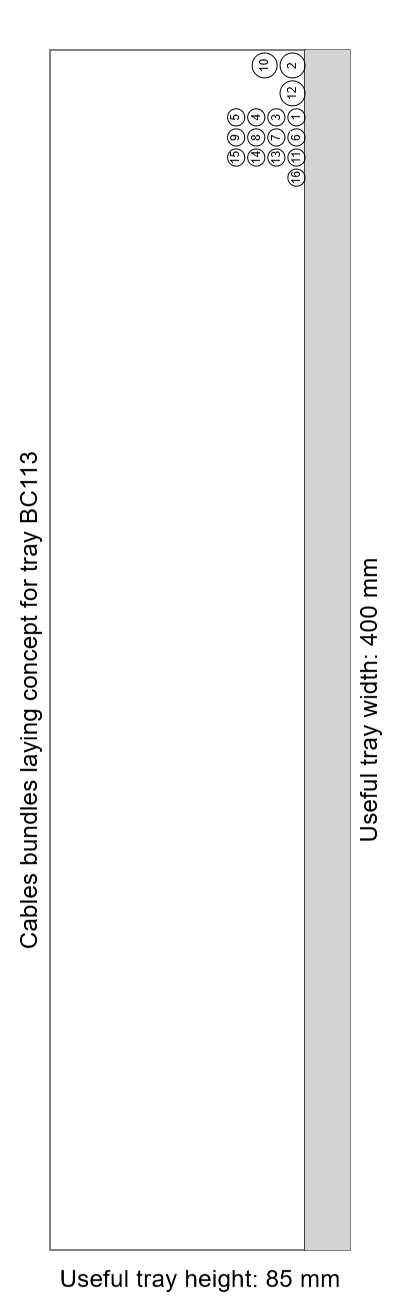 Cables bundles laying concept for tray BC113
10 2
12
5 4 3 1
9 8 7 6
15 14 13 11
16
Useful tray width: 400 mm
Useful tray height: 85 mm